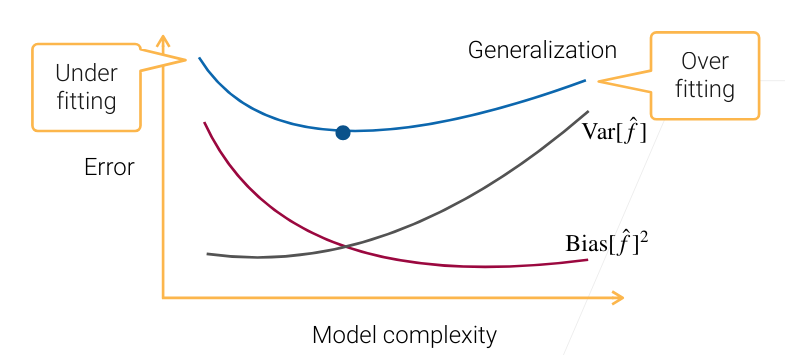 Under
fitting
Generalization
Over
fitting
Var[f̂]
Error
Bias[f̂]²
Model complexity